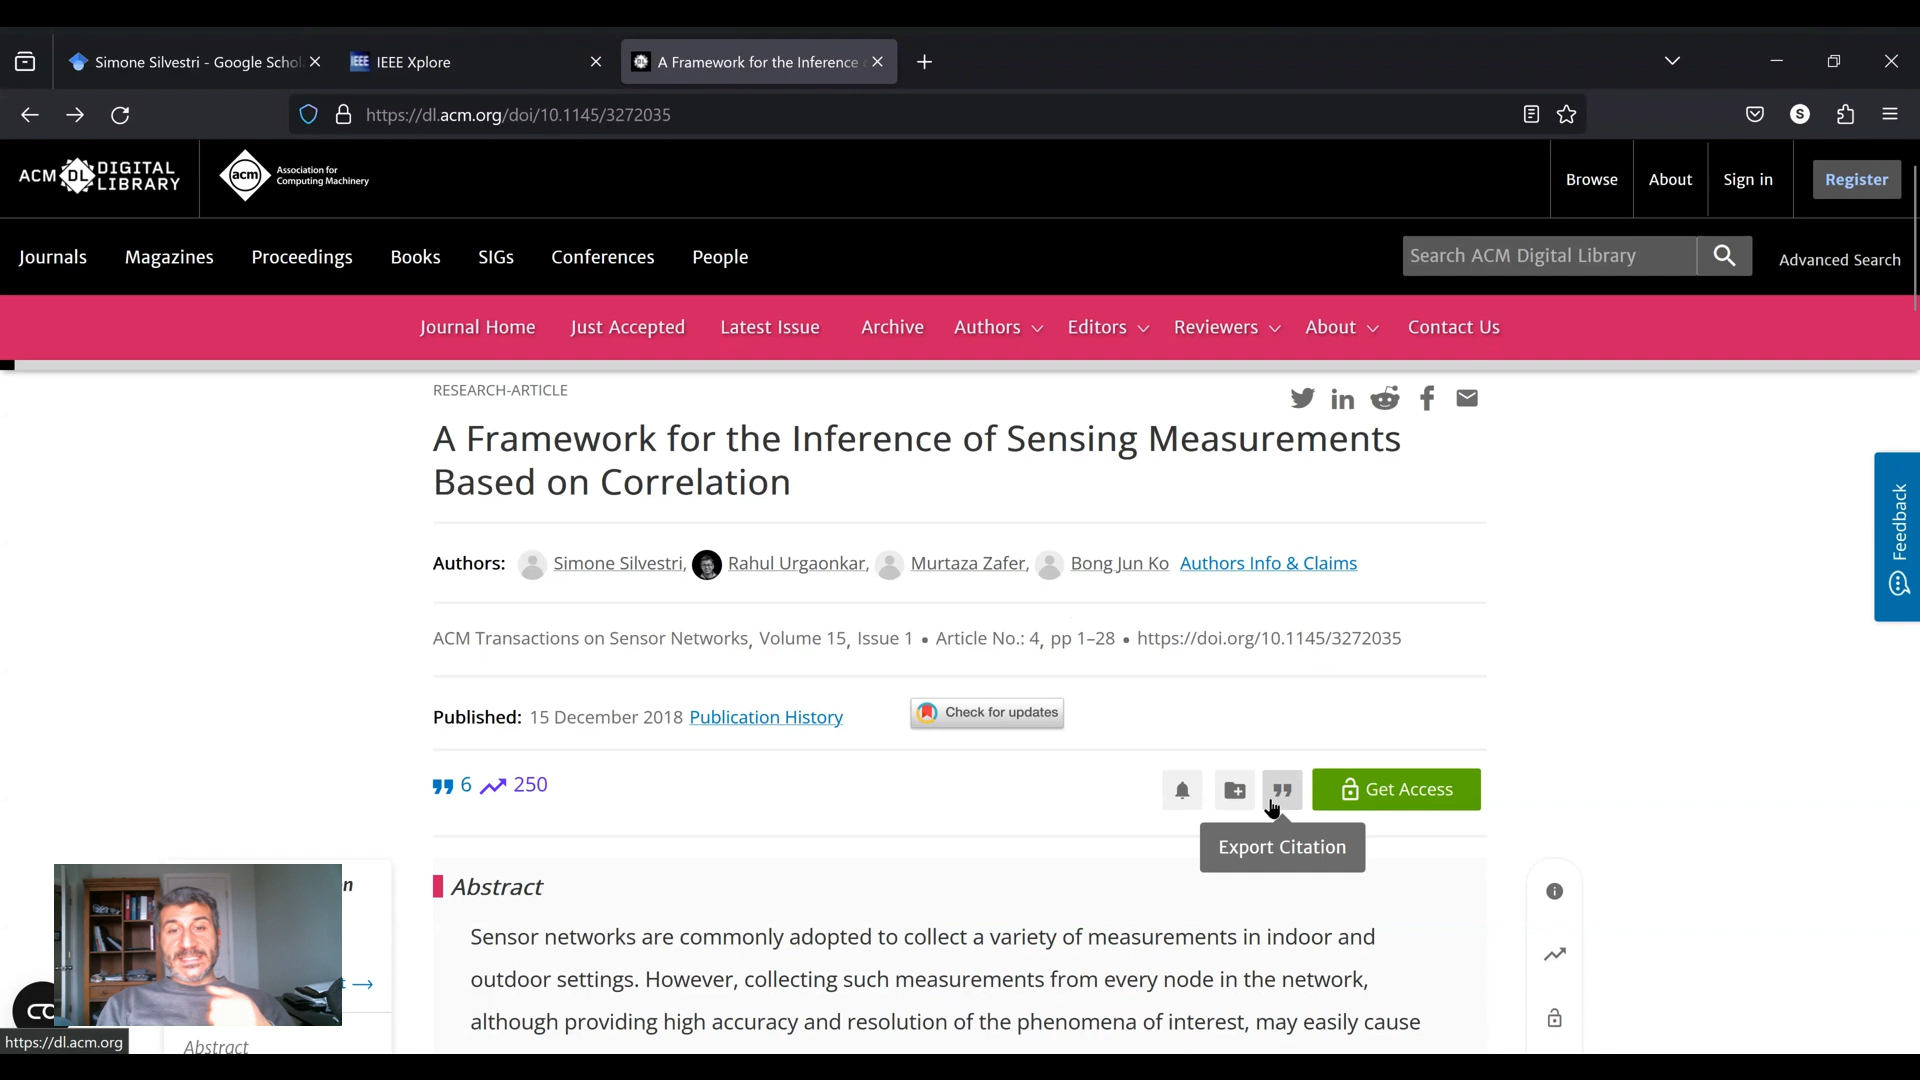 Simone Silvestri - Google Schol
IEEE IEEE Xplore
A Framework for the Inference
https://dl.acm.org/doi/10.1145/3272035
S
ACM DL DIGITAL LIBRARY
acm Association for Computing Machinery
Browse
About
Sign in
Register
Journals
Magazines
Proceedings
Books
SIGs
Conferences
People
Search ACM Digital Library
Advanced Search
Journal Home
Just Accepted
Latest Issue
Archive
Authors
Editors
Reviewers
About
Contact Us
RESEARCH-ARTICLE
A Framework for the Inference of Sensing Measurements
Based on Correlation
Authors: Simone Silvestri, Rahul Urgaonkar, Murtaza Zafer, Bong Jun Ko Authors Info & Claims
ACM Transactions on Sensor Networks, Volume 15, Issue 1 • Article No.: 4, pp 1–28 • https://doi.org/10.1145/3272035
Published: 15 December 2018 Publication History
Check for updates
6 250
Get Access
Export Citation
Feedback
Abstract
Sensor networks are commonly adopted to collect a variety of measurements in indoor and
outdoor settings. However, collecting such measurements from every node in the network,
although providing high accuracy and resolution of the phenomena of interest, may easily cause
n
t →
https://dl.acm.org
Abstract